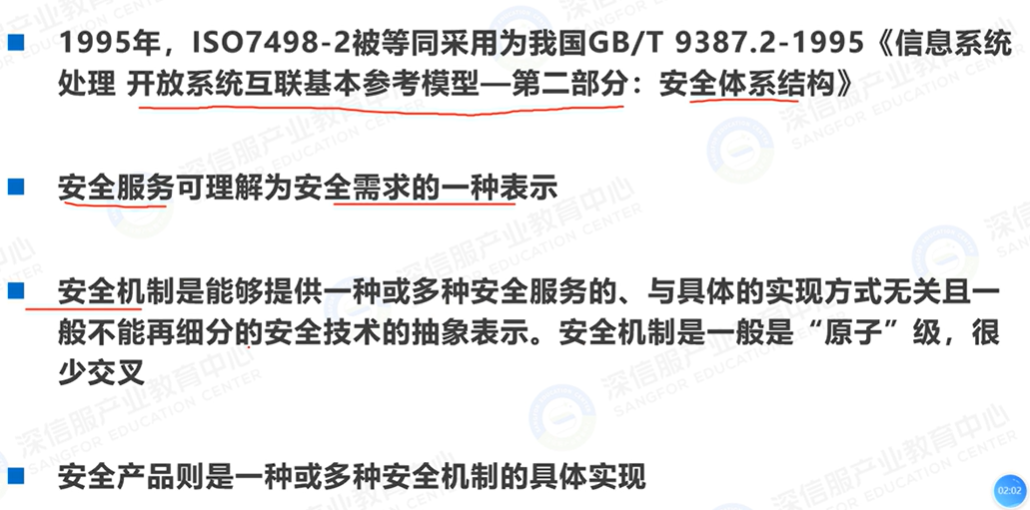 1995年，ISO7498-2被等同采用为我国GB/T 9387.2-1995《信息系统
处理 开放系统互联基本参考模型—第二部分：安全体系结构》
安全服务可理解为安全需求的一种表示
安全机制是能够提供一种或多种安全服务的、与具体的实现方式无关且一
般不能再细分的安全技术的抽象表示。安全机制是一般是“原子”级，很
少交叉
安全产品则是一种或多种安全机制的具体实现
02:02
深信服产业教育中心
SANGFOR EDUCATION CENTER